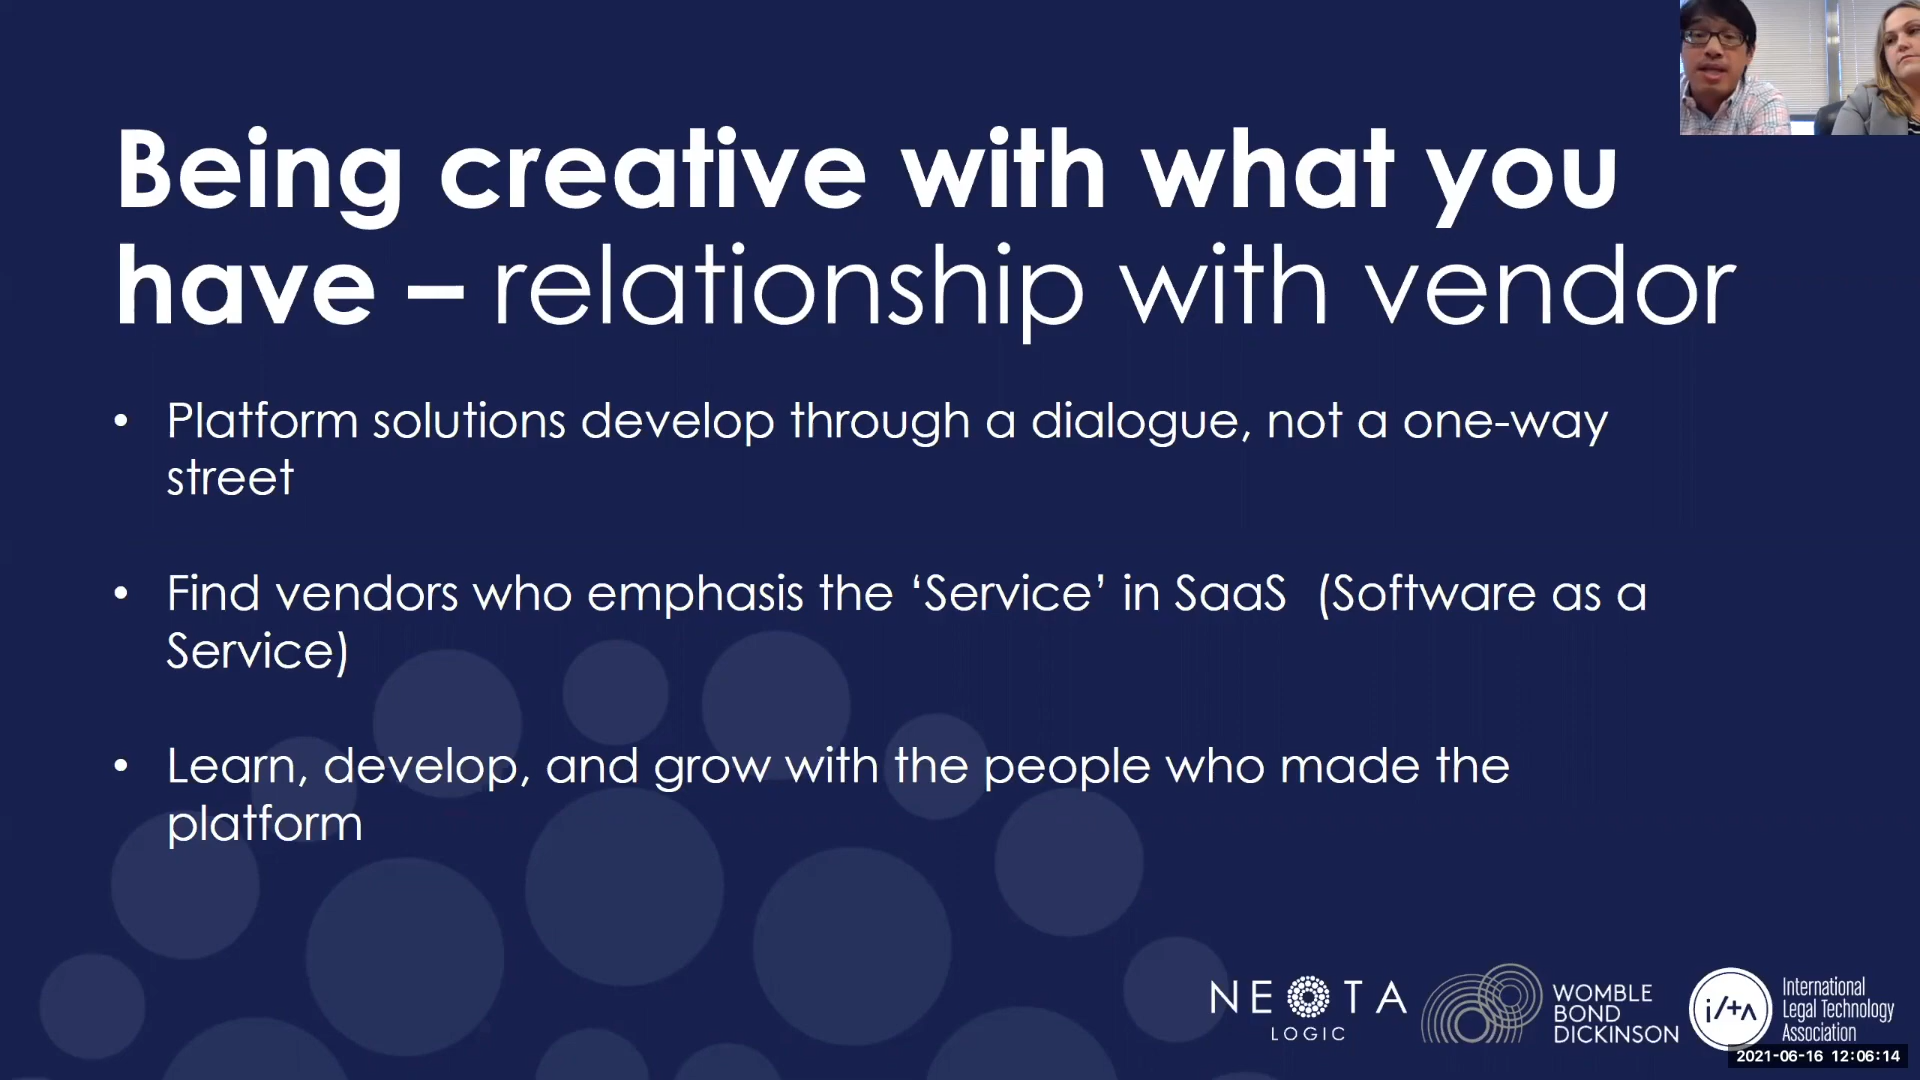 Being creative with what you
have – relationship with vendor
• Platform solutions develop through a dialogue, not a one-way
street
• Find vendors who emphasis the ‘Service’ in SaaS  (Software as a
Service)
• Learn, develop, and grow with the people who made the
platform
NEOTA
LOGIC
WOMBLE
BOND
DICKINSON
i/tʌ
International
Legal Technology
Association
2021-06-16 12:06:14